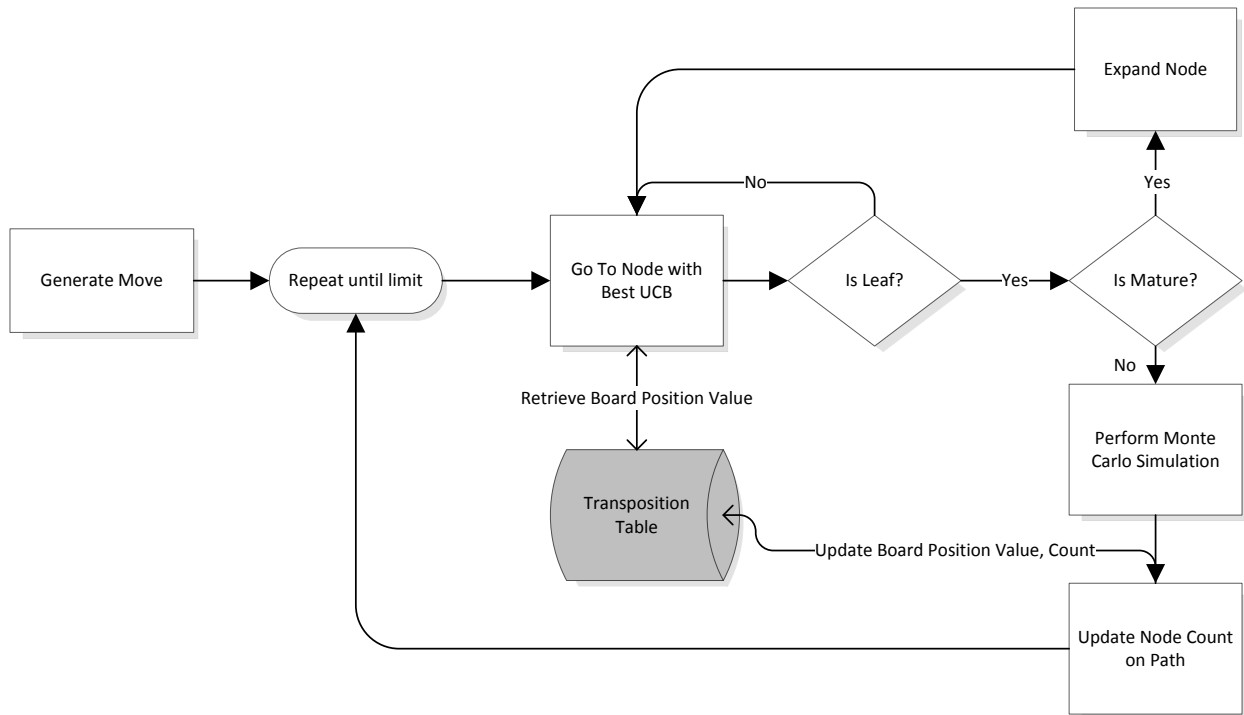 Expand Node
No
Yes
Generate Move
Repeat until limit
Go To Node with
Best UCB
Is Leaf?
Yes
Is Mature?
No
Retrieve Board Position Value
Perform Monte
Carlo Simulation
Transposition
Table
Update Board Position Value, Count
Update Node Count
on Path